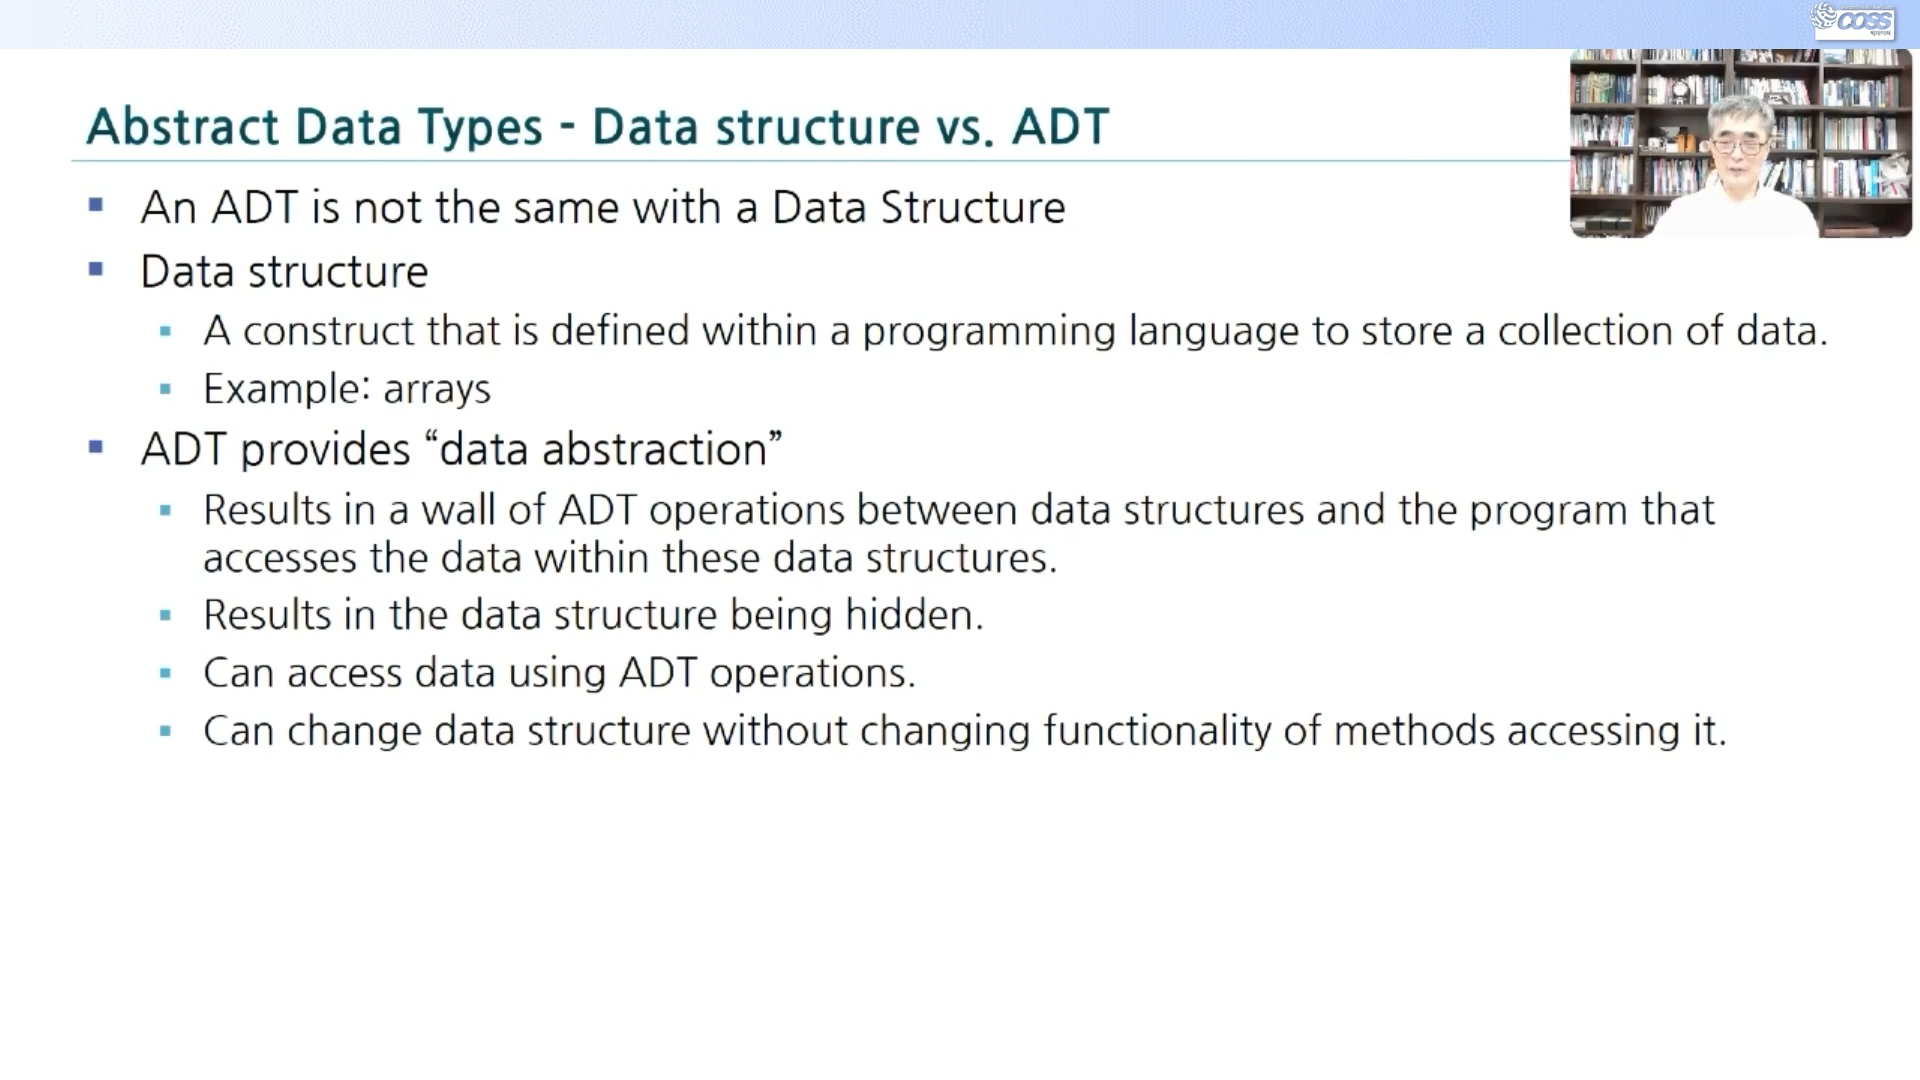 COSS
Abstract Data Types - Data structure vs. ADT
▪ An ADT is not the same with a Data Structure
▪ Data structure
▪ A construct that is defined within a programming language to store a collection of data.
▪ Example: arrays
▪ ADT provides “data abstraction”
▪ Results in a wall of ADT operations between data structures and the program that
accesses the data within these data structures.
▪ Results in the data structure being hidden.
▪ Can access data using ADT operations.
▪ Can change data structure without changing functionality of methods accessing it.